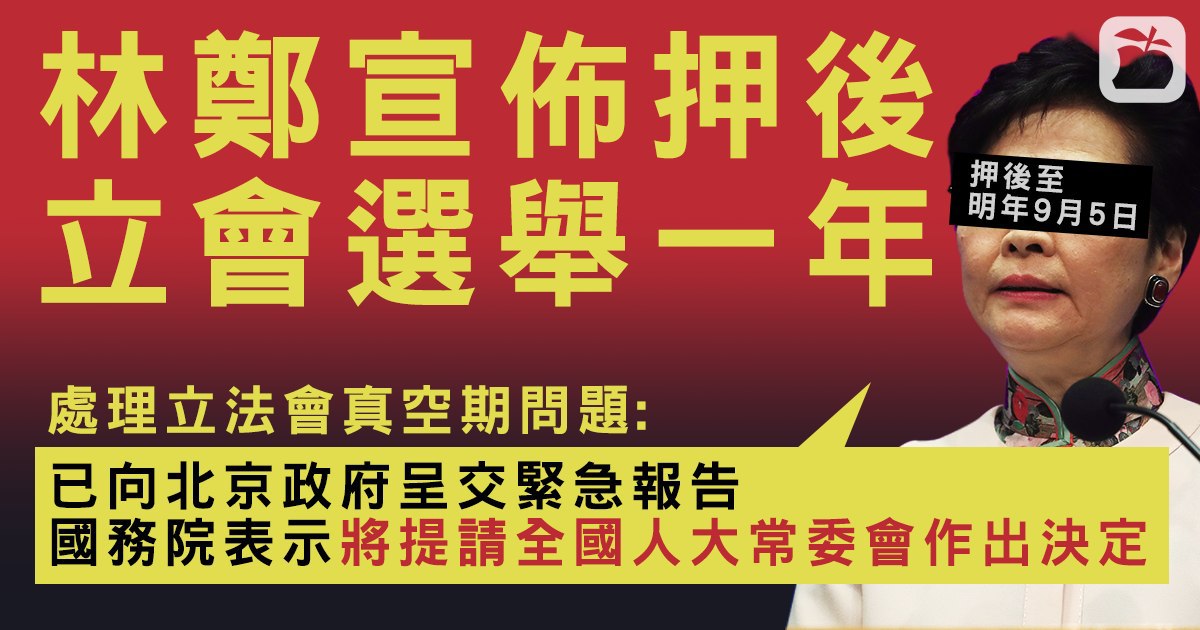 林鄭宣佈押後
立會選舉一年
押後至
明年9月5日
處理立法會真空期問題:
已向北京政府呈交緊急報告
國務院表示將提請全國人大常委會作出決定